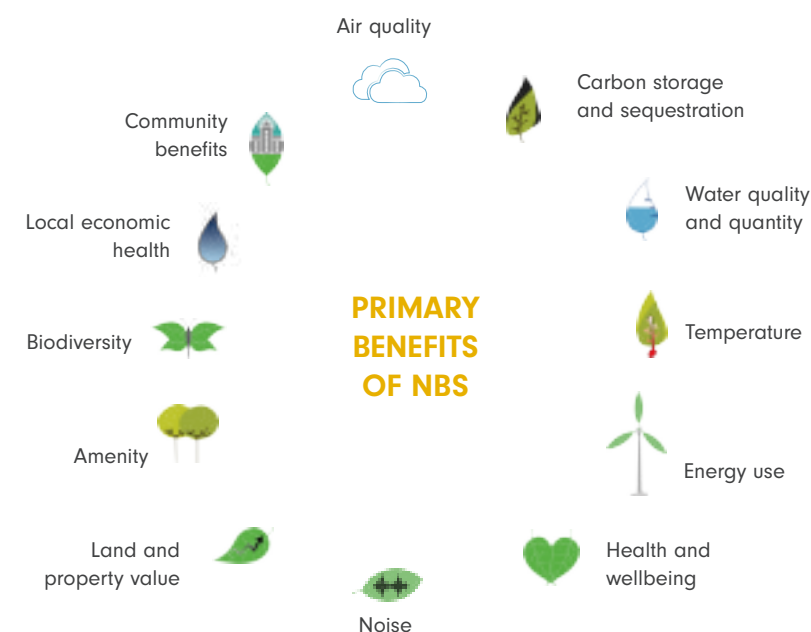 Air quality
Carbon storage
and sequestration
Water quality
and quantity
Temperature
Energy use
Health and
wellbeing
Noise
Land and
property value
Amenity
Biodiversity
Local economic
health
Community
benefits
PRIMARY
BENEFITS
OF NBS